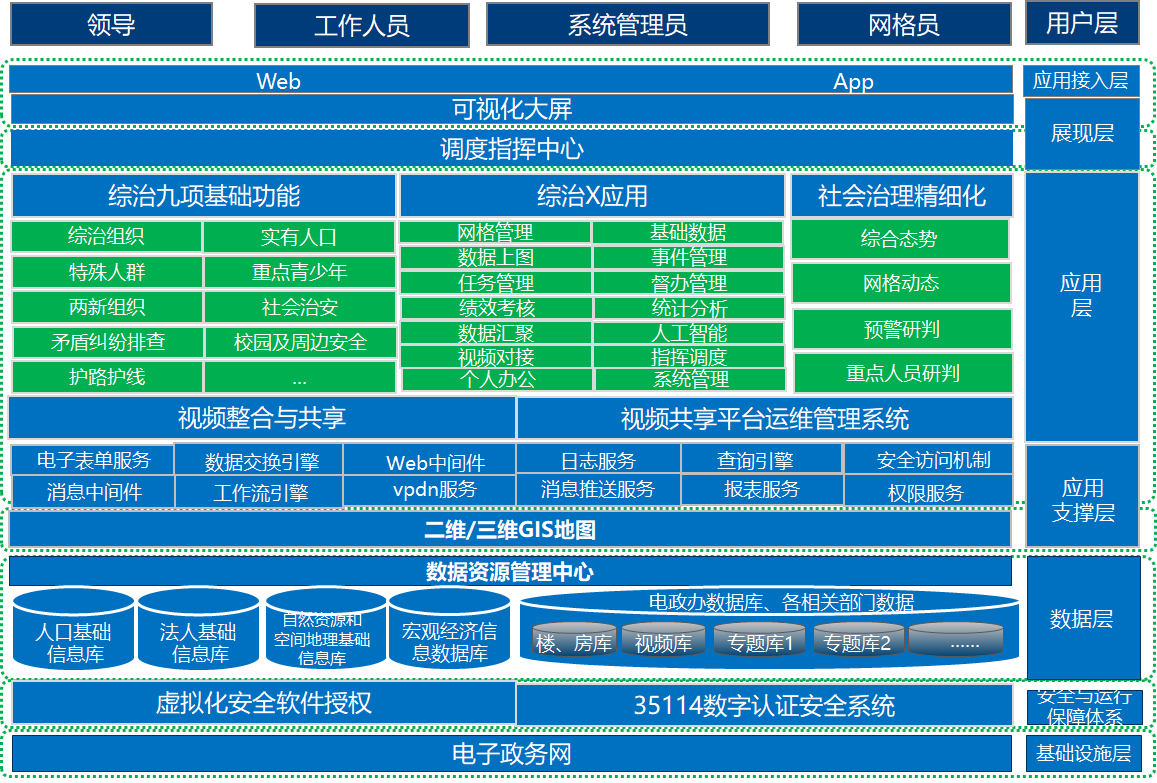 领导
工作人员
系统管理员
网格员
用户层
Web
App
应用接入层
可视化大屏
展现层
调度指挥中心
综治九项基础功能
综治X应用
社会治理精细化
综治组织
实有人口
特殊人群
重点青少年
两新组织
社会治安
矛盾纠纷排查
校园及周边安全
护路护线
...
网格管理
基础数据
数据上图
事件管理
任务管理
督办管理
绩效考核
统计分析
数据汇聚
人工智能
视频对接
指挥调度
个人办公
系统管理
综合态势
网格动态
预警研判
重点人员研判
应用
层
视频整合与共享
视频共享平台运维管理系统
电子表单服务
数据交换引擎
Web中间件
日志服务
查询引擎
安全访问机制
消息中间件
工作流引擎
vpdn服务
消息推送服务
报表服务
权限服务
应用
支撑层
二维/三维GIS地图
数据资源管理中心
人口基础
信息库
法人基础
信息库
自然资源和
空间地理基础
信息库
宏观经济信
息数据库
电政办数据库、各相关部门数据
楼、房库
视频库
专题库1
专题库2
......
数据层
虚拟化安全软件授权
35114数字认证安全系统
安全与运行
保障体系
电子政务网
基础设施层